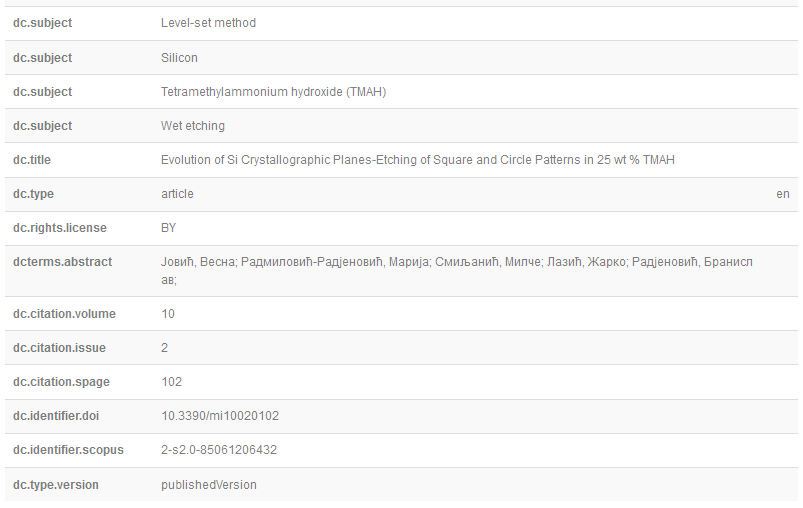 dc.subject Level-set method
dc.subject Silicon
dc.subject Tetramethylammonium hydroxide (TMAH)
dc.subject Wet etching
dc.title Evolution of Si Crystallographic Planes-Etching of Square and Circle Patterns in 25 wt % TMAH
dc.type article en
dc.rights.license BY
dcterms.abstract Јовић, Весна; Радмиловић-Радјеновић, Марија; Смиљанић, Милче; Лазић, Жарко; Радјеновић, Бранисл
ав;
dc.citation.volume 10
dc.citation.issue 2
dc.citation.spage 102
dc.identifier.doi 10.3390/mi10020102
dc.identifier.scopus 2-s2.0-85061206432
dc.type.version publishedVersion